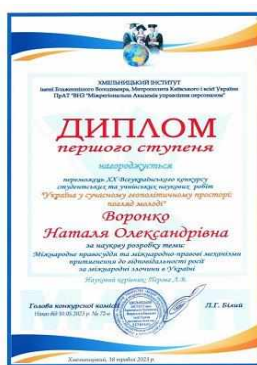 ХМЕЛЬНИЦЬКИЙ ІНСТИТУТ
імені Блаженнішого Володимира, Митрополита Київського і всієї України
ПрАТ "ВНЗ "Міжрегіональна Академія управління персоналом"
ДИПЛОМ
першого ступеня
нагороджується
переможець XX Всеукраїнського конкурсу
студентських та учнівських наукових робіт
"Україна у сучасному геополітичному просторі:
погляд молоді"
Воронко
Наталя Олександрівна
за наукову розробку теми:
Міжнародне правосуддя та міжнародно-правові механізми
притягнення до відповідальності росії
за міжнародні злочини в Україні
Науковий керівник:
Голова конкурсної комісії
Л.Г. Білий
Хмельницький, 18 травня 2023 р.